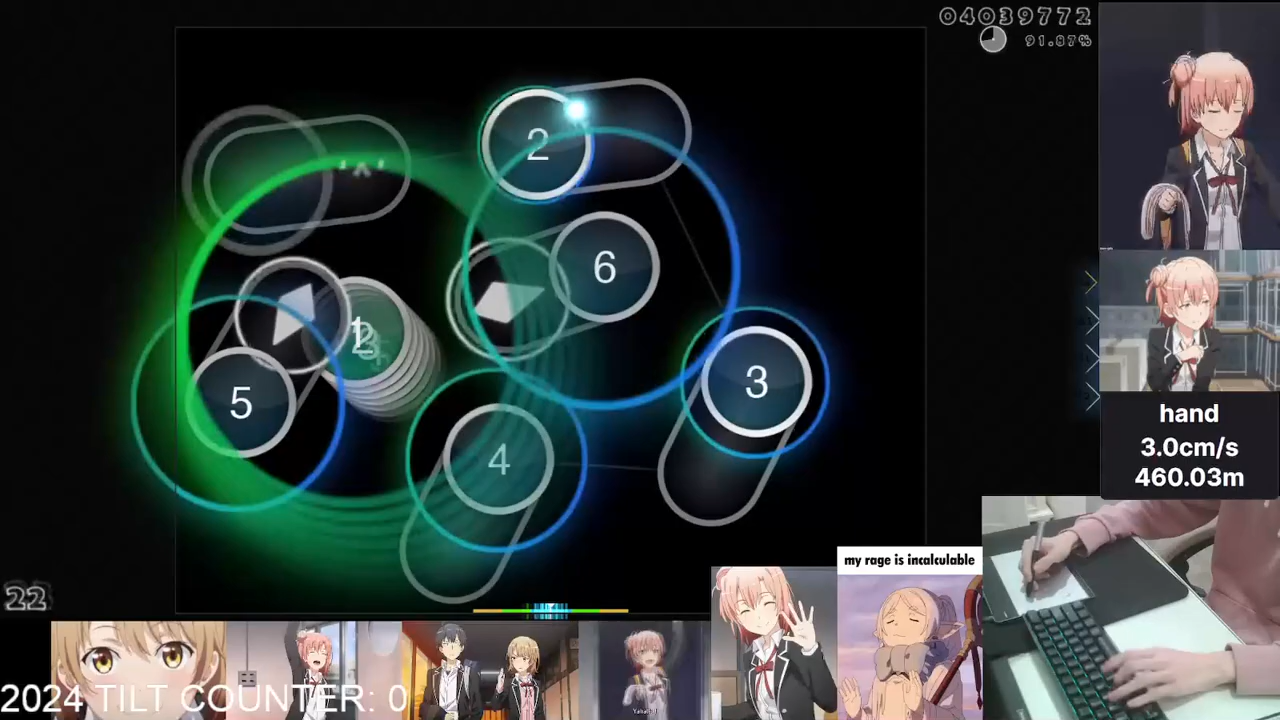 04039772
91.87%
2
6
1
3
5
4
hand
3.0cm/s
460.03m
my rage is incalculable
22
2024 TILT COUNTER: 0